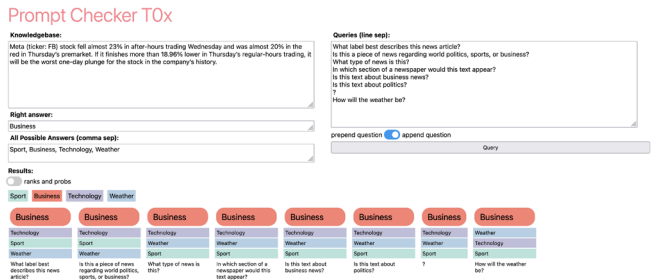 Prompt Checker T0x
Knowledgebase:
Meta (ticker: FB) stock fell almost 23% in after-hours trading Wednesday and was almost 20% in the
red in Thursday's premarket. If it finishes more than 18.96% lower in Thursday's regular-hours trading, it
will be the worst one-day plunge for the stock in the company's history.
Right answer:
Business
All Possible Answers (comma sep):
Sport, Business, Technology, Weather
Queries (line sep):
What label best describes this news article?
Is this a piece of news regarding world politics, sports, or business?
What type of news is this?
In which section of a newspaper would this text appear?
Is this text about business news?
Is this text about politics?
?
How will the weather be?
prepend question append question
Query
Results:
ranks and probs
Sport Business Technology Weather
Business Business Business Business Business Business Business Business
Technology Technology Technology Technology Technology Technology Technology Weather
Sport Sport Weather Weather Weather Weather Weather Technology
Weather Weather Sport Sport Sport Sport Sport Sport
What label best describes this news article?
Is this a piece of news regarding world politics, sports, or business?
What type of news is this?
In which section of a newspaper would this text appear?
Is this text about business news?
Is this text about politics?
?
How will the weather be?